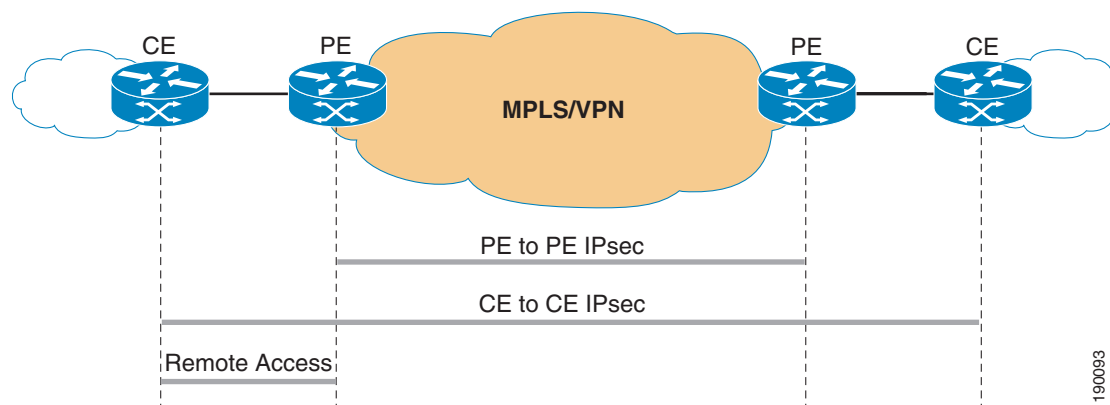 CE
PE
PE
CE
MPLS/VPN
PE to PE IPsec
CE to CE IPsec
Remote Access
190093